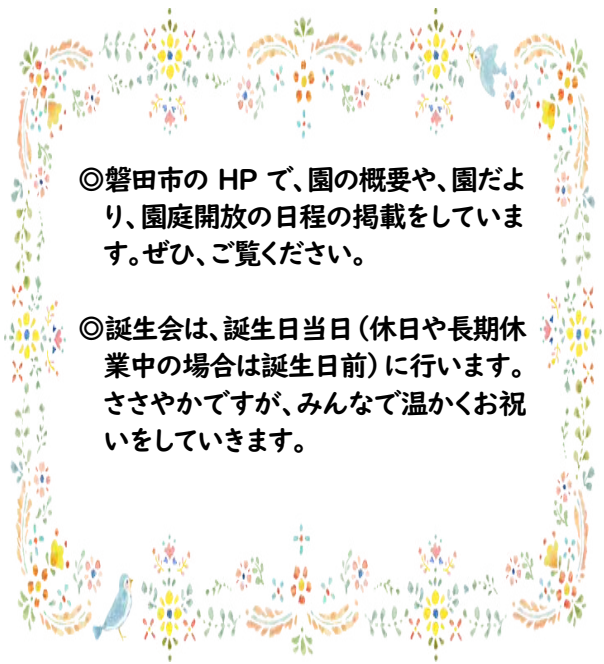 ◎磐田市の HP で、園の概要や、園だよ
り、園庭開放の日程の掲載をしていま
す。ぜひ、ご覧ください。
◎誕生会は、誕生日当日（休日や長期休
業中の場合は誕生日前）に行います。
ささやかですが、みんなで温かくお祝
いをしていきます。